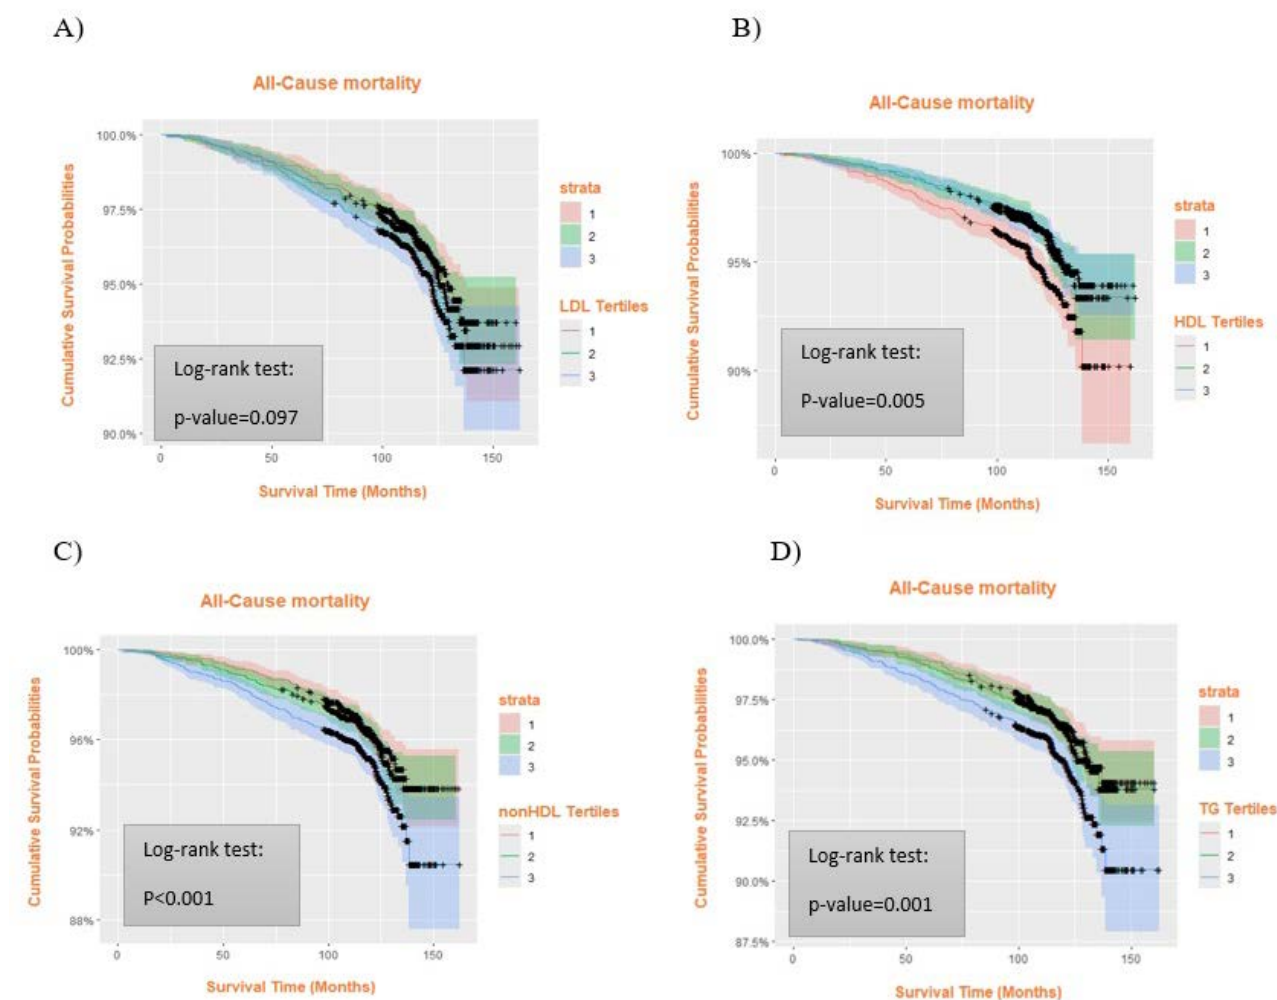 A)
All-Cause mortality
Cumulative Survival Probabilities
100.0%
97.5%
95.0%
92.5%
90.0%
Log-rank test:
p-value=0.097
0
50
100
150
Survival Time (Months)
strata
1
2
3
LDL Tertiles
1
2
3
B)
All-Cause mortality
Cumulative Survival Probabilities
100%
95%
90%
Log-rank test:
P-value=0.005
0
50
100
150
Survival Time (Months)
strata
1
2
3
HDL Tertiles
1
2
3
C)
All-Cause mortality
Cumulative Survival Probabilities
100%
96%
92%
88%
Log-rank test:
P<0.001
0
50
100
150
Survival Time (Months)
strata
1
2
3
nonHDL Tertiles
1
2
3
D)
All-Cause mortality
Cumulative Survival Probabilities
100.0%
97.5%
95.0%
92.5%
90.0%
87.5%
Log-rank test:
p-value=0.001
0
50
100
150
Survival Time (Months)
strata
1
2
3
TG Tertiles
1
2
3